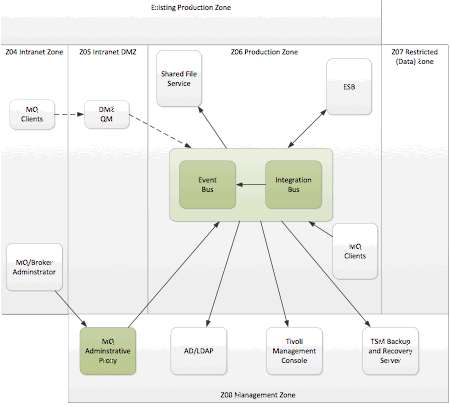 Existing Production Zone
Z04 Intranet Zone
Z05 Intranet DMZ
Z06 Production Zone
Z07 Restricted
(Data) Zone
Shared File
Service
ESB
MQ
Clients
DMZ
QM
Event
Bus
Integration
Bus
MQ
Clients
MQ/Broker
Adminstrator
MQ
Adminstrative
Proxy
AD/LDAP
Tivoli
Management
Console
TSM Backup
and Recovery
Server
Z00 Management Zone